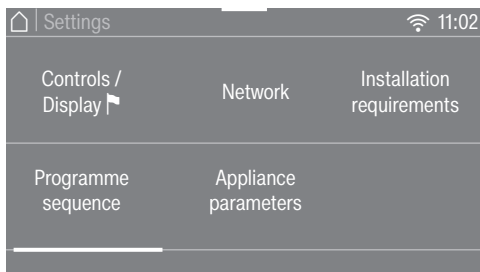 Settings 11:02
Controls /
Display
Network
Installation
requirements
Programme
sequence
Appliance
parameters